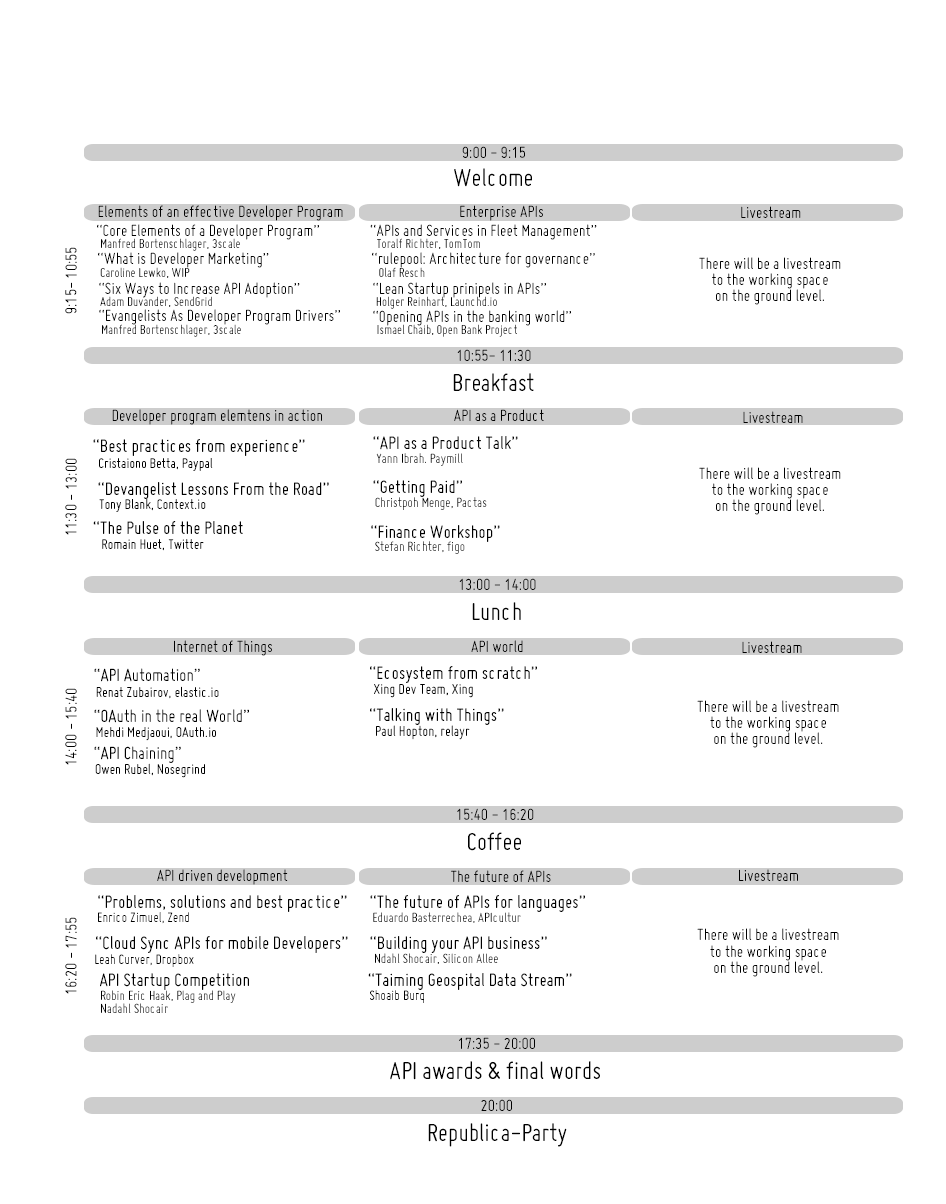 9:00 - 9:15
Welcome
9:15- 10:55
Elements of an effective Developer Program
"Core Elements of a Developer Program"
Manfred Bortenschlager, 3scale
"What is Developer Marketing"
Caroline Lewko, WIP
"Six Ways to Increase API Adoption"
Adam Duvander, SendGrid
"Evangelists As Developer Program Drivers"
Manfred Bortenschlager, 3scale
Enterprise APIs
"APIs and Services in Fleet Management"
Toralf Richter, TomTom
"rulepool: Architecture for governance"
Olaf Resch
"Lean Startup prinipels in APIs"
Holger Reinhart, Launchd.io
"Opening APIs in the banking world"
Ismael Chaib, Open Bank Project
Livestream
There will be a livestream
to the working space
on the ground level.
10:55- 11:30
Breakfast
11:30 - 13:00
Developer program elemtens in action
"Best practices from experience"
Cristaiono Betta, Paypal
"Devangelist Lessons From the Road"
Tony Blank, Context.io
"The Pulse of the Planet
Romain Huet, Twitter
API as a Product
"API as a Product Talk"
Yann Ibrah. Paymill
"Getting Paid"
Christpoh Menge, Pactas
"Finance Workshop"
Stefan Richter, figo
Livestream
There will be a livestream
to the working space
on the ground level.
13:00 - 14:00
Lunch
14:00 - 15:40
Internet of Things
"API Automation"
Renat Zubairov, elastic.io
"OAuth in the real World"
Mehdi Medjaoui, OAuth.io
"API Chaining"
Owen Rubel, Nosegrind
API world
"Ecosystem from scratch"
Xing Dev Team, Xing
"Talking with Things"
Paul Hopton, relayr
Livestream
There will be a livestream
to the working space
on the ground level.
15:40 - 16:20
Coffee
16:20 - 17:55
API driven development
"Problems, solutions and best practice"
Enrico Zimuel, Zend
"Cloud Sync APIs for mobile Developers"
Leah Curver, Dropbox
API Startup Competition
Robin Eric Haak, Plag and Play
Nadahl Shocair
The future of APIs
"The future of APIs for languages"
Eduardo Basterrechea, APIcultur
"Building your API business"
Ndahl Shocair, Silicon Allee
"Taiming Geospital Data Stream"
Shoaib Burq
Livestream
There will be a livestream
to the working space
on the ground level.
17:35 - 20:00
API awards & final words
20:00
Republica-Party